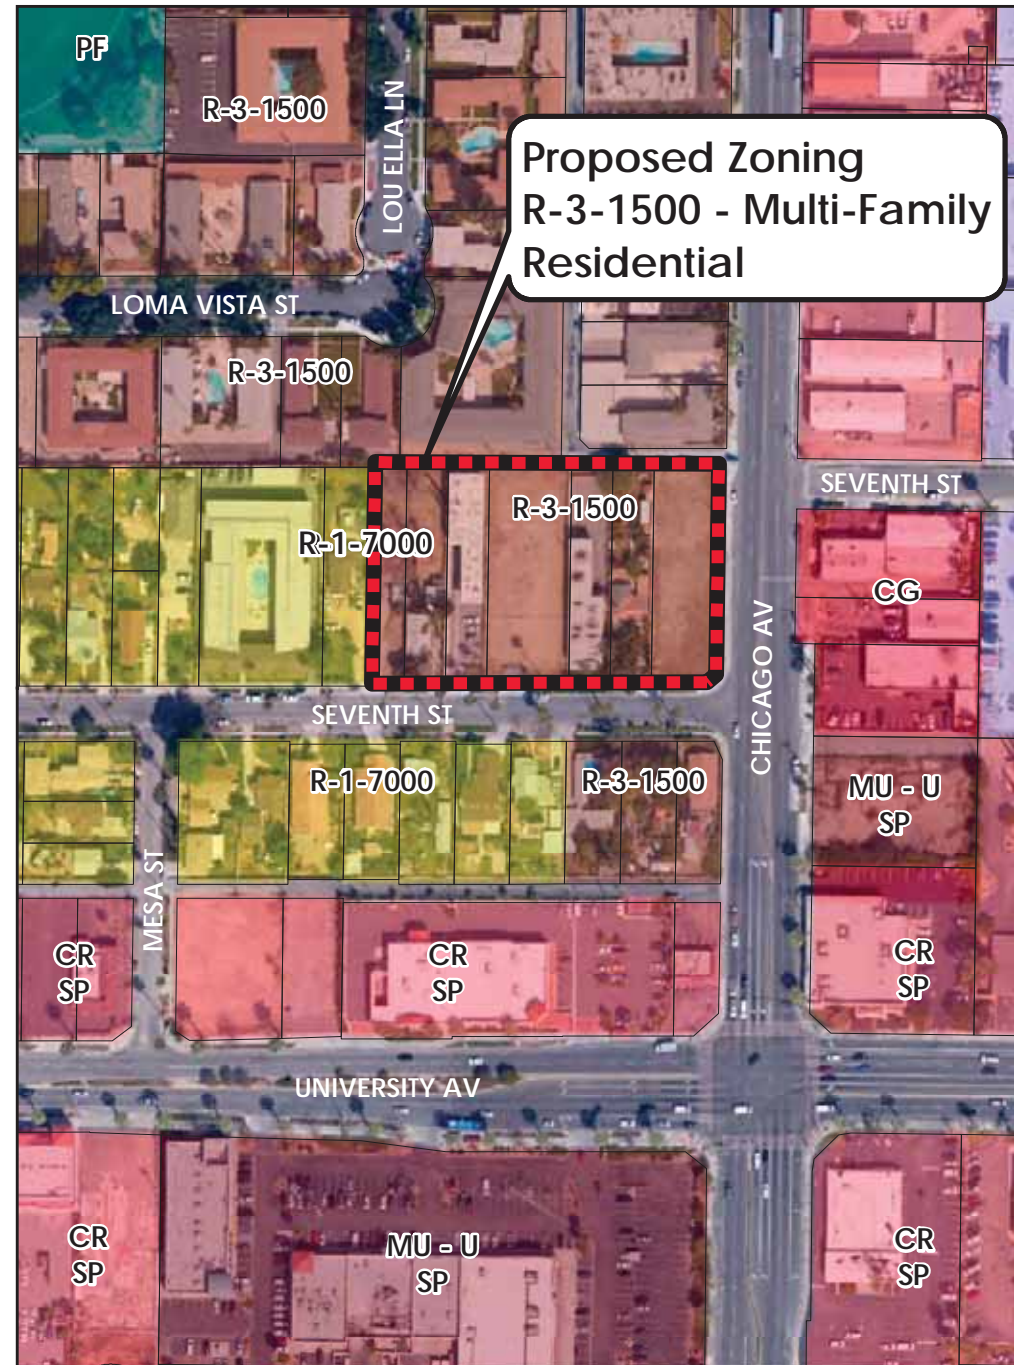 PF
R-3-1500
LOU ELLA LN
Proposed Zoning
R-3-1500 - Multi-Family
Residential
LOMA VISTA ST
R-3-1500
SEVENTH ST
R-3-1500
R-1-7000
CG
CHICAGO AV
SEVENTH ST
R-1-7000
R-3-1500
MU - U
SP
MESA ST
CR
SP
CR
SP
CR
SP
UNIVERSITY AV
CR
SP
MU - U
SP
CR
SP